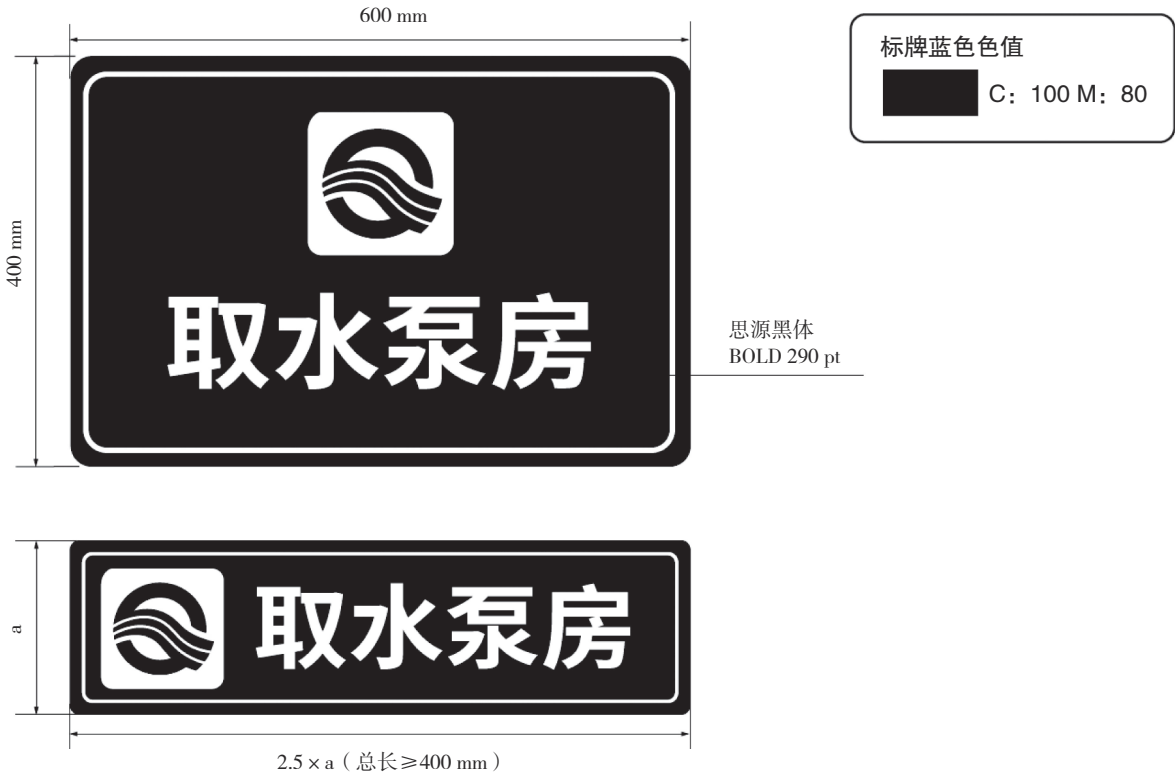 600 mm
标牌蓝色色值
C：100 M：80
400 mm
取水泵房
思源黑体
BOLD 290 pt
a
取水泵房
2.5 × a（总长≥400 mm）